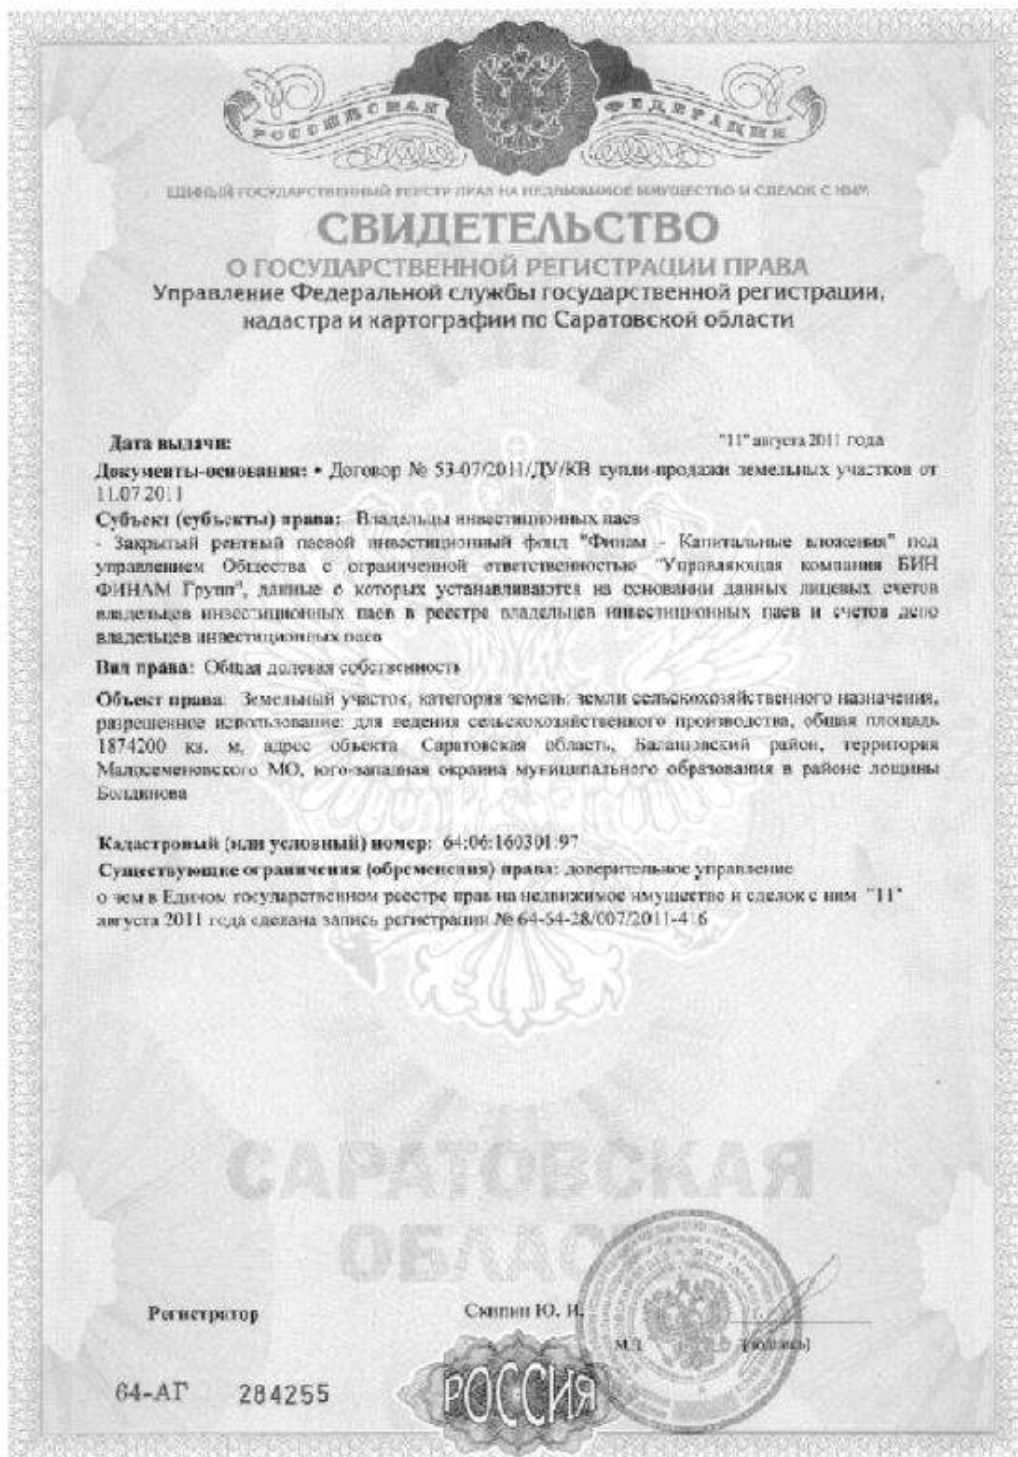 РОССИЙСКАЯ ФЕДЕРАЦИЯ
ЕДИНЫЙ ГОСУДАРСТВЕННЫЙ РЕЕСТР ПРАВ НА НЕДВИЖИМОЕ ИМУЩЕСТВО И СДЕЛОК С НИМ
СВИДЕТЕЛЬСТВО
О ГОСУДАРСТВЕННОЙ РЕГИСТРАЦИИ ПРАВА
Управление Федеральной службы государственной регистрации,
кадастра и картографии по Саратовской области
Дата выдачи: "11" августа 2011 года
Документы-основания: • Договор № 53-07/2011/ДУ/КВ купли-продажи земельных участков от
11.07.2011
Субъект (субъекты) права: Владельцы инвестиционных паев
- Закрытый рентный паевой инвестиционный фонд "Финам - Капитальные вложения" под
управлением Общества с ограниченной ответственностью "Управляющая компания БИН
ФИНАМ Групп", данные о которых устанавливаются на основании данных лицевых счетов
владельцев инвестиционных паев в реестре владельцев инвестиционных паев и счетов депо
владельцев инвестиционных паев
Вид права: Общая долевая собственность
Объект права: Земельный участок, категория земель: земли сельскохозяйственного назначения,
разрешенное использование: для ведения сельскохозяйственного производства, общая площадь
1874200 кв. м, адрес объекта Саратовская область, Балашовский район, территория
Малосеменовского МО, юго-западная окраина муниципального образования в районе лощины
Болдинова
Кадастровый (или условный) номер: 64:06:160301:97
Существующие ограничения (обременения) права: доверительное управление
о чем в Едином государственном реестре прав на недвижимое имущество и сделок с ним "11"
августа 2011 года сделана запись регистрации № 64-64-28/007/2011-416
САРАТОВСКАЯ
ОБЛАСТЬ
Регистратор Скипин Ю. И.
М.П. (подпись)
64-АГ 284255
РОССИЯ